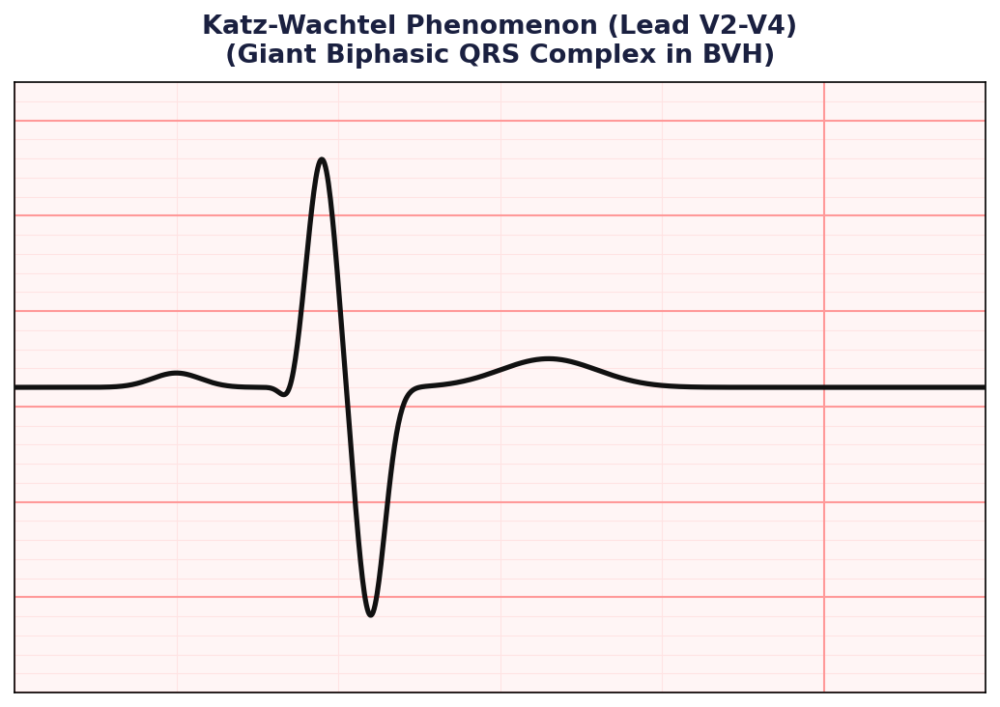 Katz-Wachtel Phenomenon (Lead V2-V4)
(Giant Biphasic QRS Complex in BVH)